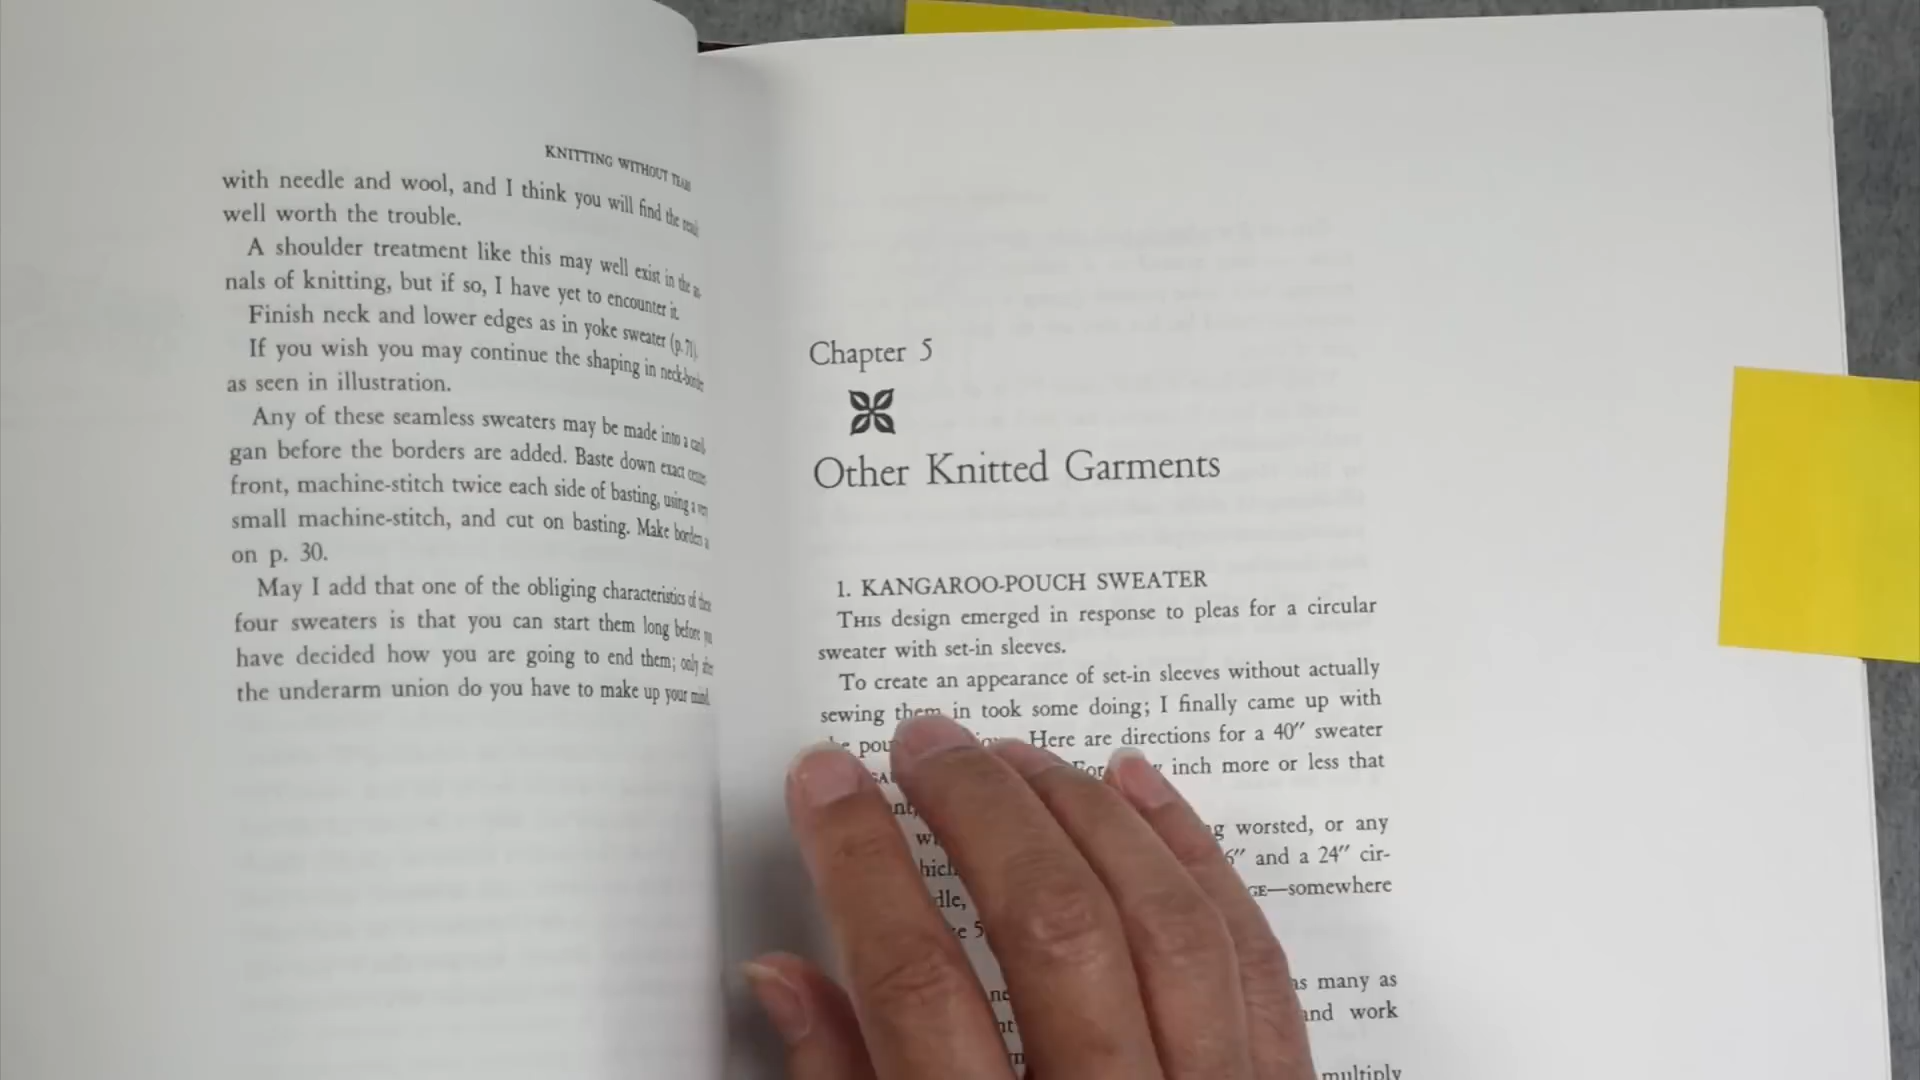 KNITTING WITHOUT TEARS
with needle and wool, and I think you will find the
well worth the trouble.
A shoulder treatment like this may well exist in the
nals of knitting, but if so, I have yet to encounter it.
Finish neck and lower edges as in yoke sweater (p. 71).
If you wish you may continue the shaping in neck-border
as seen in illustration.
Any of these seamless sweaters may be made into a
gan before the borders are added. Baste down exact
front, machine-stitch twice each side of basting, using a very
small machine-stitch, and cut on basting. Make borders
on p. 30.
May I add that one of the obliging characteristics of these
four sweaters is that you can start them long before you
have decided how you are going to end them; only after
the underarm union do you have to make up your mind.
Chapter 5
Other Knitted Garments
1. KANGAROO-POUCH SWEATER
THIS design emerged in response to pleas for a circular
sweater with set-in sleeves.
To create an appearance of set-in sleeves without actually
sewing them in took some doing; I finally came up with
Here are directions for a 40″ sweater
inch more or less that
worsted, or any
6″ and a 24″ cir-
GE—somewhere
5
many as
and work
multiply